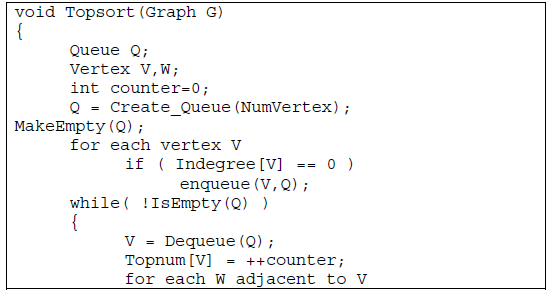 void Topsort(Graph G)
{
Queue Q;
Vertex V,W;
int counter=0;
Q = Create_Queue(NumVertex);
MakeEmpty(Q);
for each vertex V
if ( Indegree[V] == 0 )
enqueue(V,Q);
while( !IsEmpty(Q) )
{
V = Dequeue(Q);
Topnum[V] = ++counter;
for each W adjacent to V